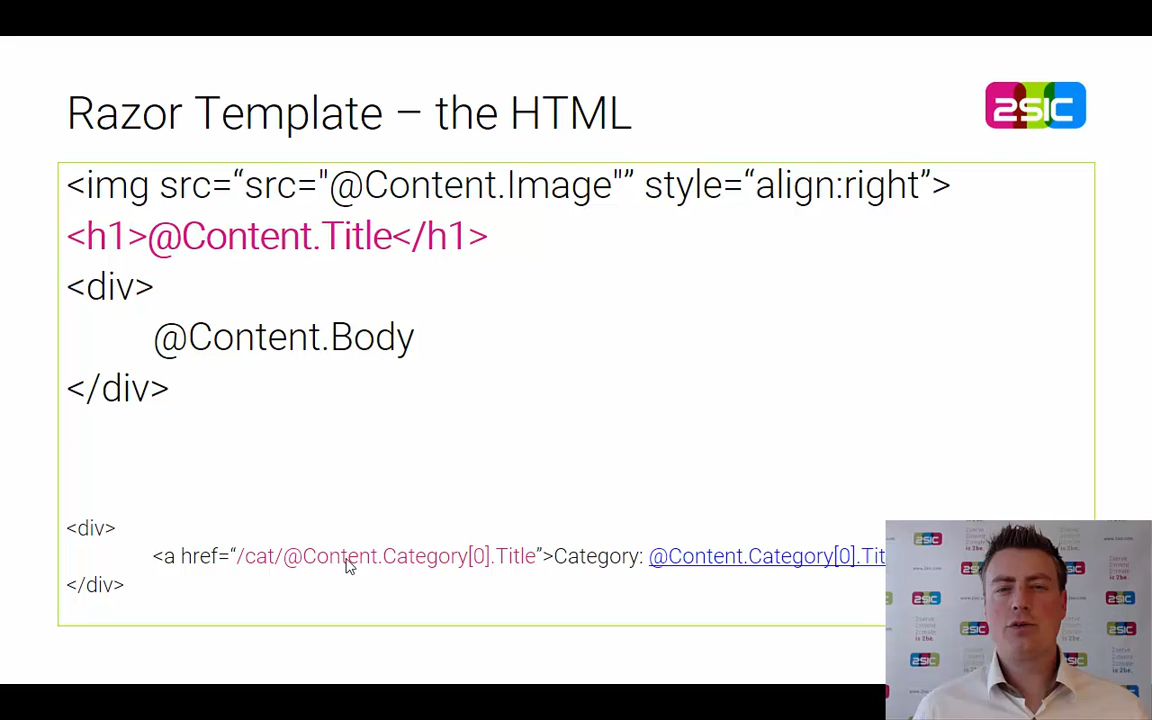 Razor Template – the HTML
2SIC
<img src=“src="@Content.Image"” style=“align:right”>
<h1>@Content.Title</h1>
<div>
@Content.Body
</div>
<div>
<a href=“/cat/@Content.Category[0].Title”>Category: @Content.Category[0].Tit
</div>